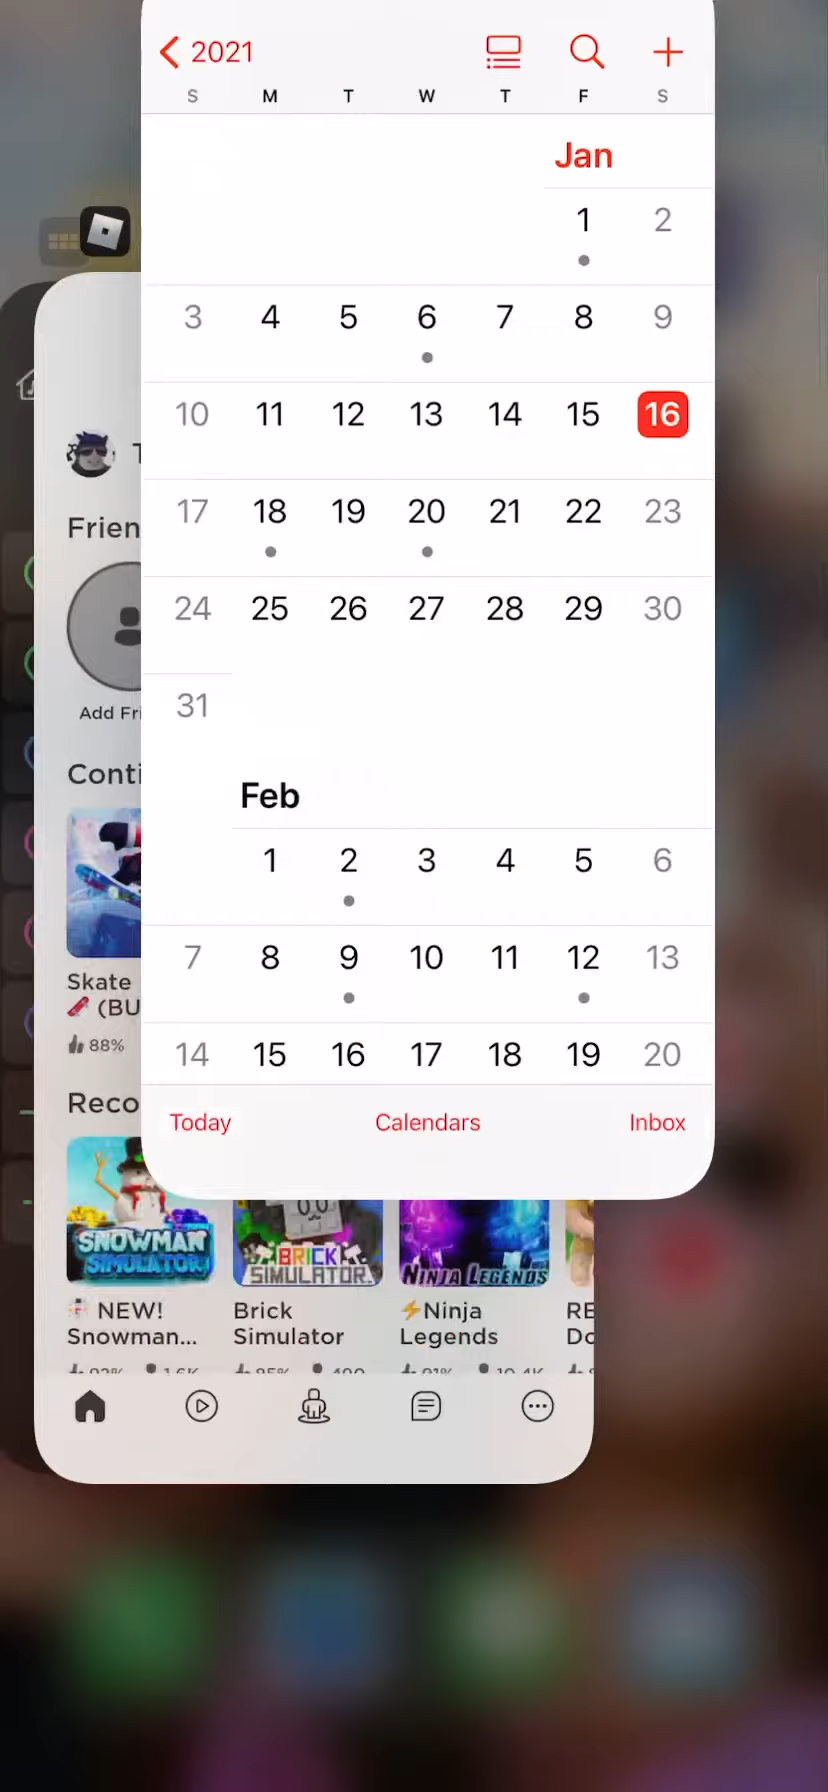 2021
S M T W T F S
Jan
1 2
3 4 5 6 7 8 9
10 11 12 13 14 15 16
17 18 19 20 21 22 23
24 25 26 27 28 29 30
31
Feb
1 2 3 4 5 6
7 8 9 10 11 12 13
14 15 16 17 18 19 20
Today Calendars Inbox
T
Frien
Add Fri
Conti
Skate
(BU
88%
Reco
SNOWMAN
SIMULATOR
BRICK
SIMULATOR
NINJA LEGENDS
NEW!
Snowman...
Brick
Simulator
Ninja
Legends
RE
Do